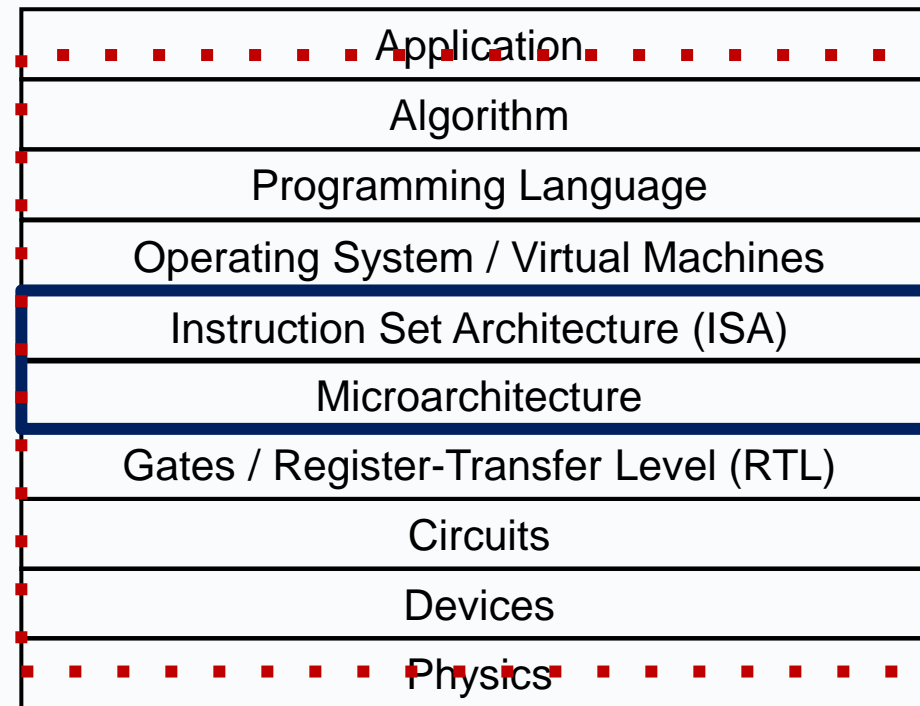 Application
Algorithm
Programming Language
Operating System / Virtual Machines
Instruction Set Architecture (ISA)
Microarchitecture
Gates / Register-Transfer Level (RTL)
Circuits
Devices
Physics